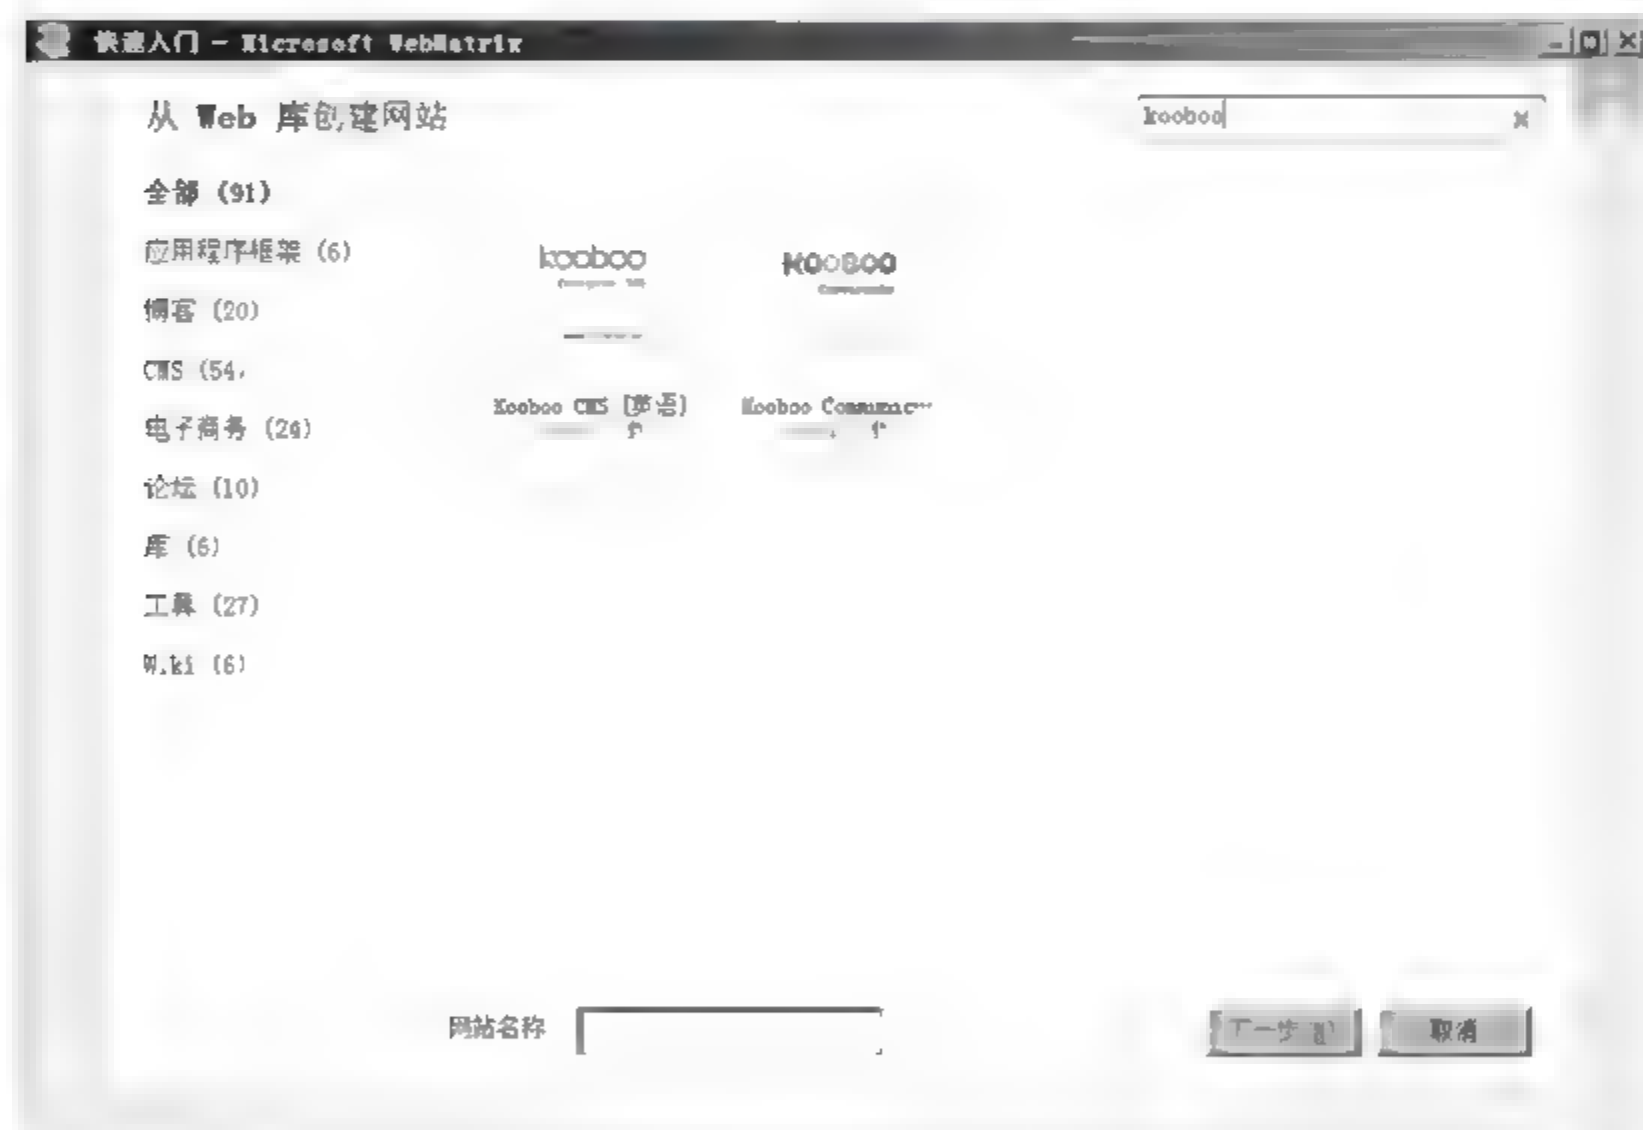 快速入门 - Microsoft WebMatrix
从 Web 库创建网站
kooboo
全部 (91)
应用程序框架 (6)
博客 (20)
CMS (54)
电子商务 (24)
论坛 (10)
库 (6)
工具 (27)
Wiki (6)
kooboo
KOOBOO
Kooboo CMS [英语]
Kooboo Communic…
网站名称
下一步(N)
取消